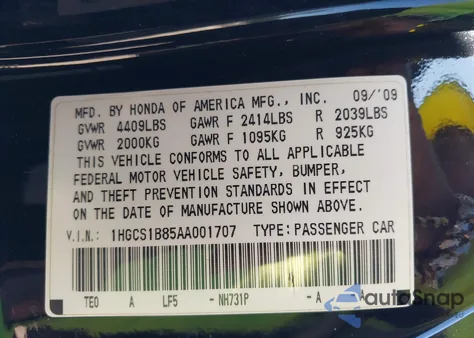 MFD. BY HONDA OF AMERICA MFG., INC. 09/'09
GVWR 4409LBS GAWR F 2414LBS R 2039LBS
GVWR 2000KG GAWR F 1095KG R 925KG
THIS VEHICLE CONFORMS TO ALL APPLICABLE
FEDERAL MOTOR VEHICLE SAFETY, BUMPER,
AND THEFT PREVENTION STANDARDS IN EFFECT
ON THE DATE OF MANUFACTURE SHOWN ABOVE.
V.I.N.: 1HGCS1B85AA001707 TYPE: PASSENGER CAR
TE0 A LF5 - NH731P -A A
autoSnap